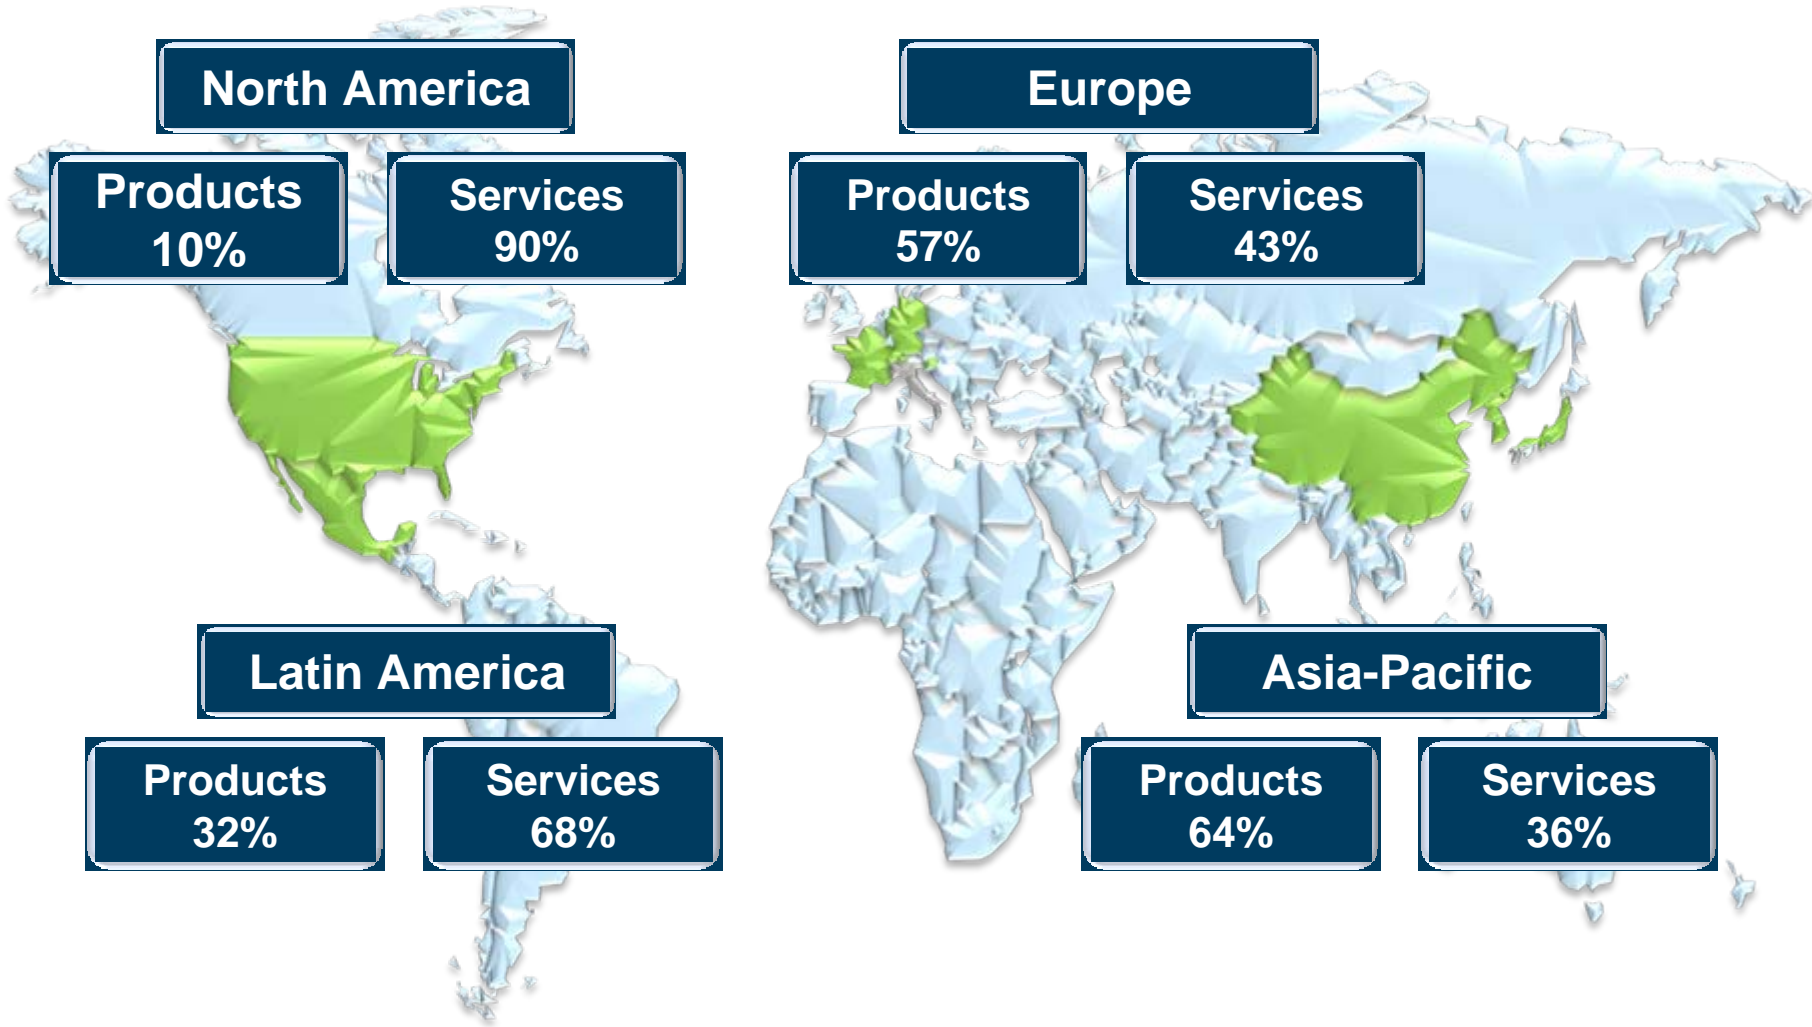 North America
Products
10%
Services
90%
Europe
Products
57%
Services
43%
Latin America
Products
32%
Services
68%
Asia-Pacific
Products
64%
Services
36%